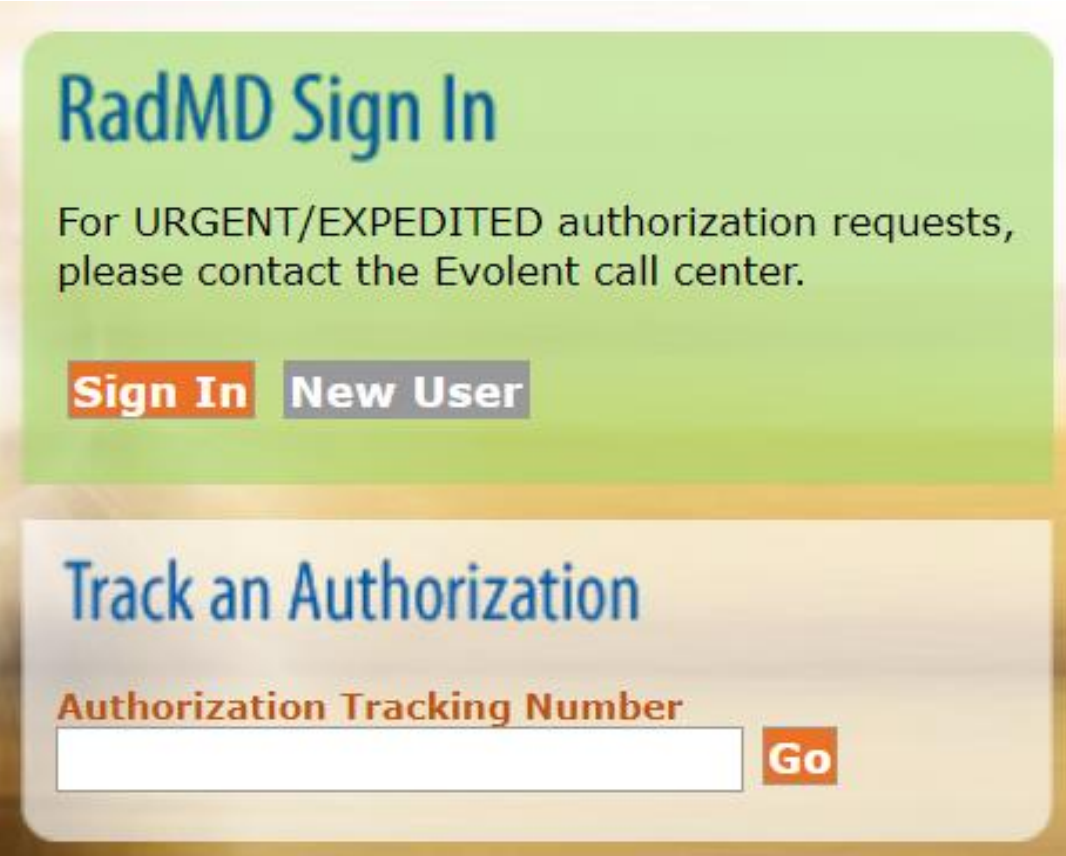 RadMD Sign In
For URGENT/EXPEDITED authorization requests,
please contact the Evolent call center.
Sign In New User
Track an Authorization
Authorization Tracking Number
Go